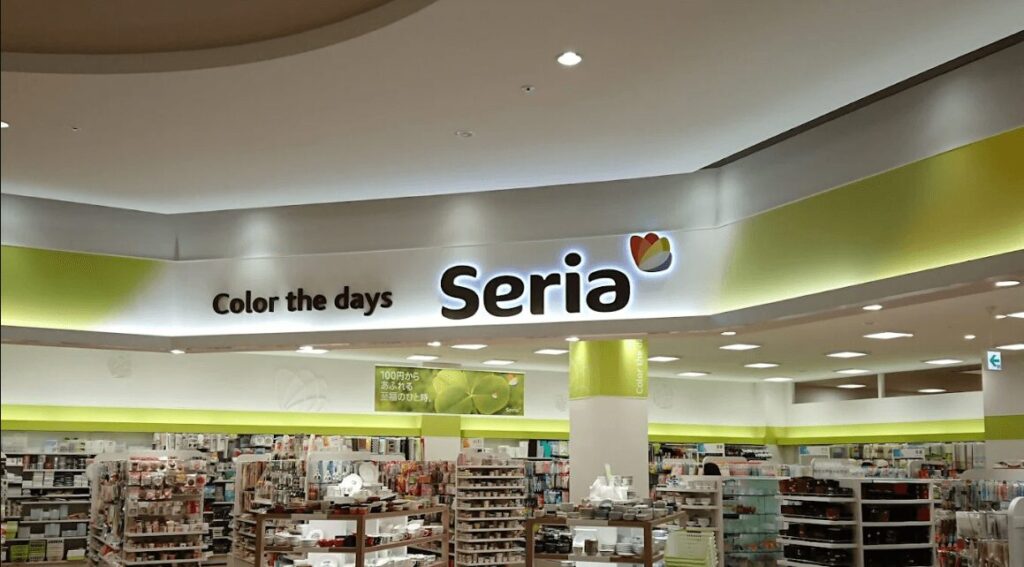 Color the days
Seria
100円から
あふれる
至福のひと時。
Seria
Color the